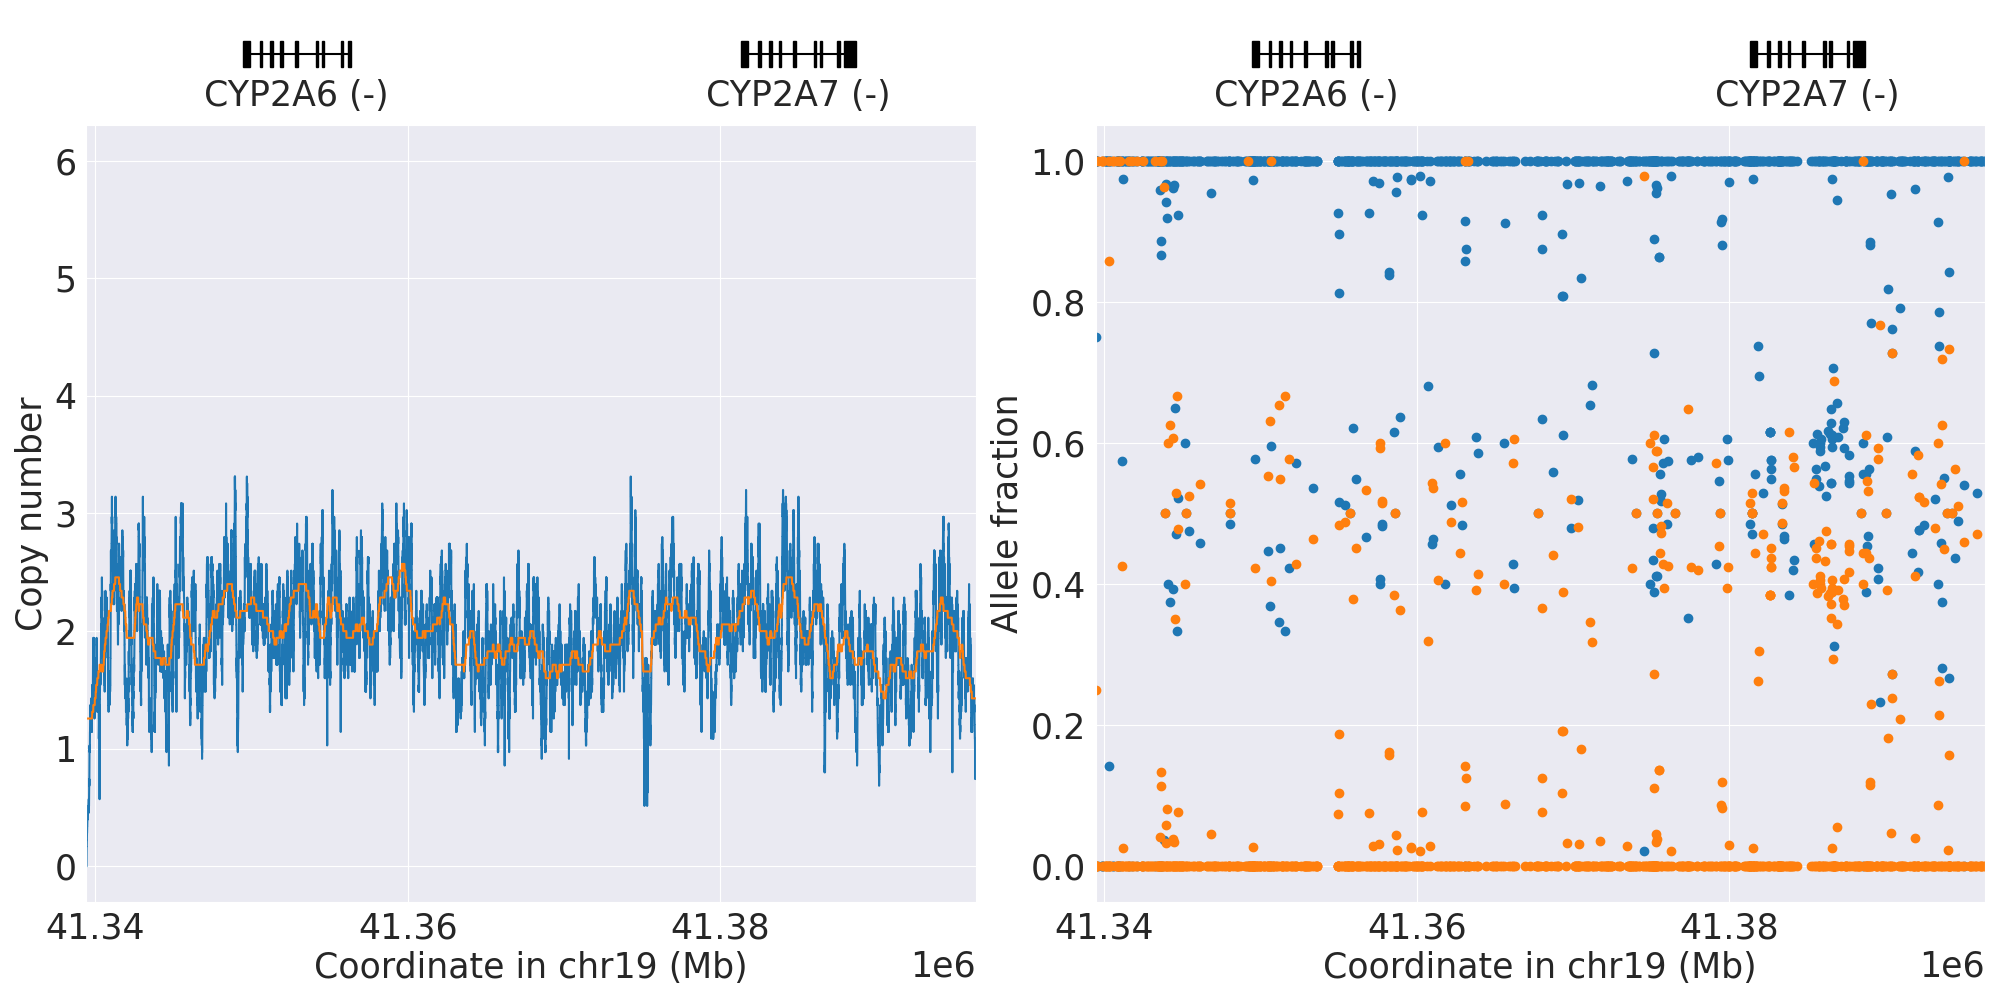 CYP2A6 (-)
CYP2A7 (-)
Copy number
6
5
4
3
2
1
0
41.34
41.36
41.38
Coordinate in chr19 (Mb)
1e6
CYP2A6 (-)
CYP2A7 (-)
Allele fraction
1.0
0.8
0.6
0.4
0.2
0.0
41.34
41.36
41.38
Coordinate in chr19 (Mb)
1e6